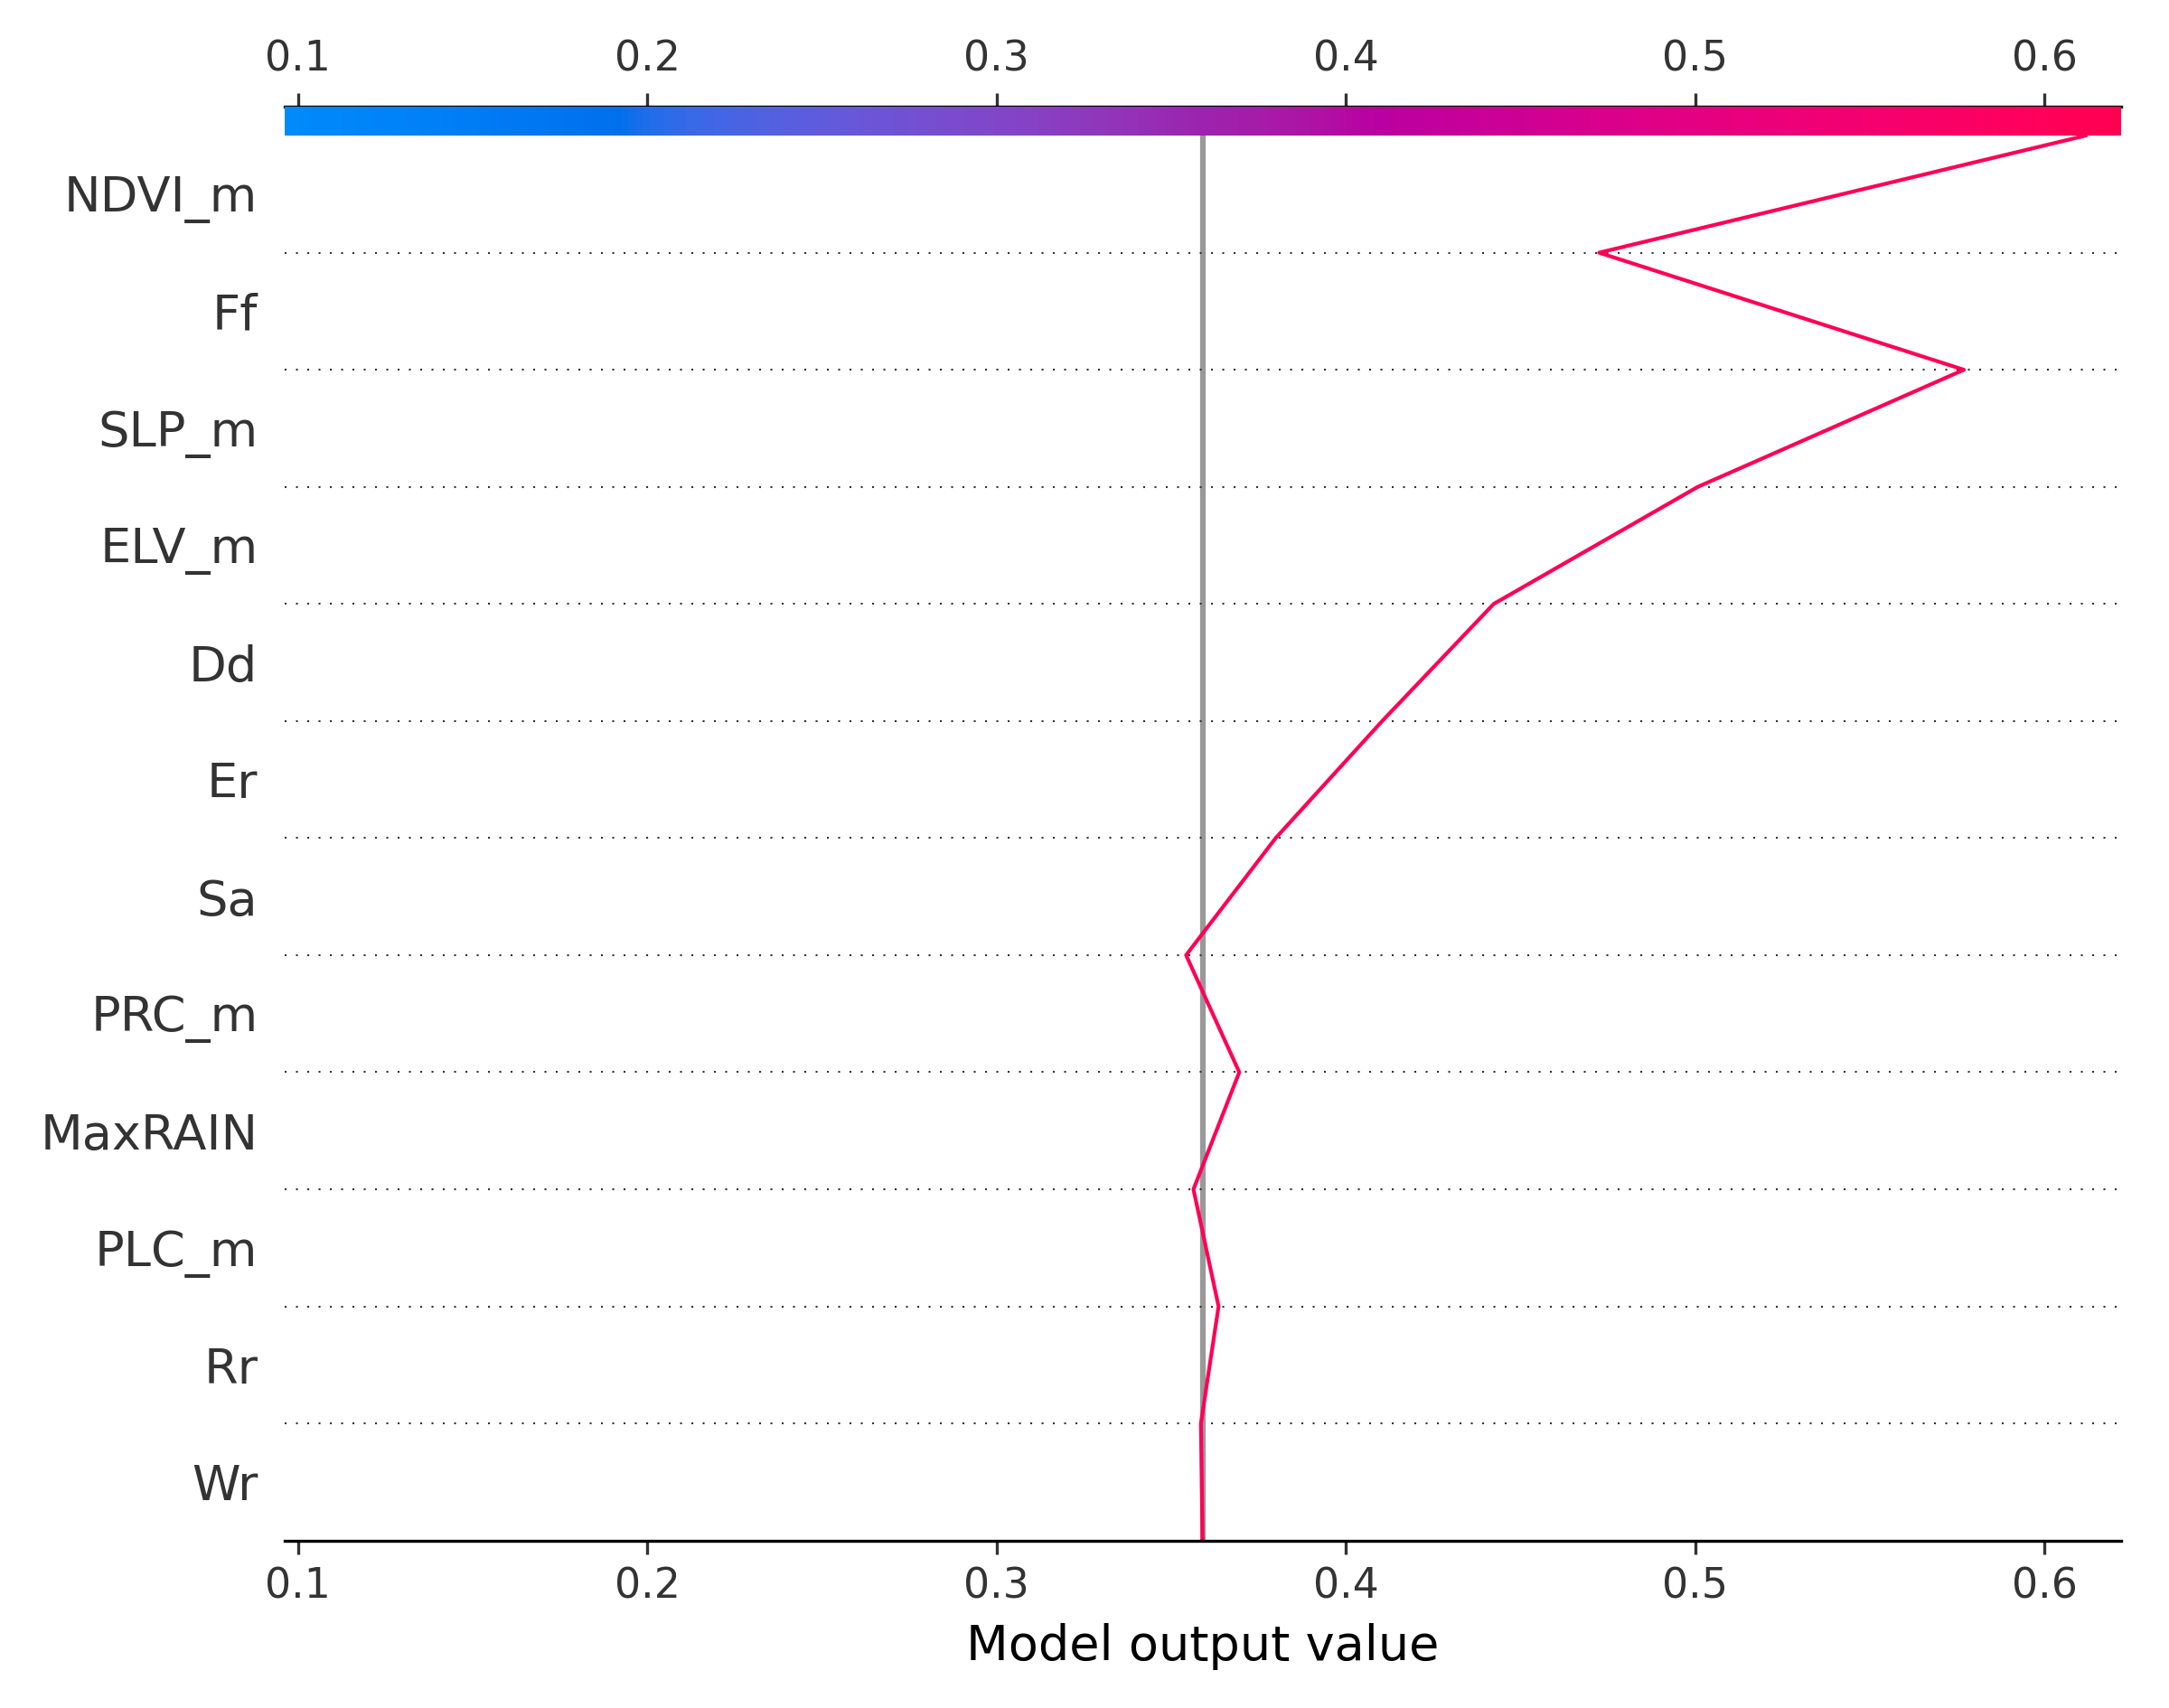 0.1 0.2 0.3 0.4 0.5 0.6
NDVI_m
Ff
SLP_m
ELV_m
Dd
Er
Sa
PRC_m
MaxRAIN
PLC_m
Rr
Wr
0.1 0.2 0.3 0.4 0.5 0.6
Model output value